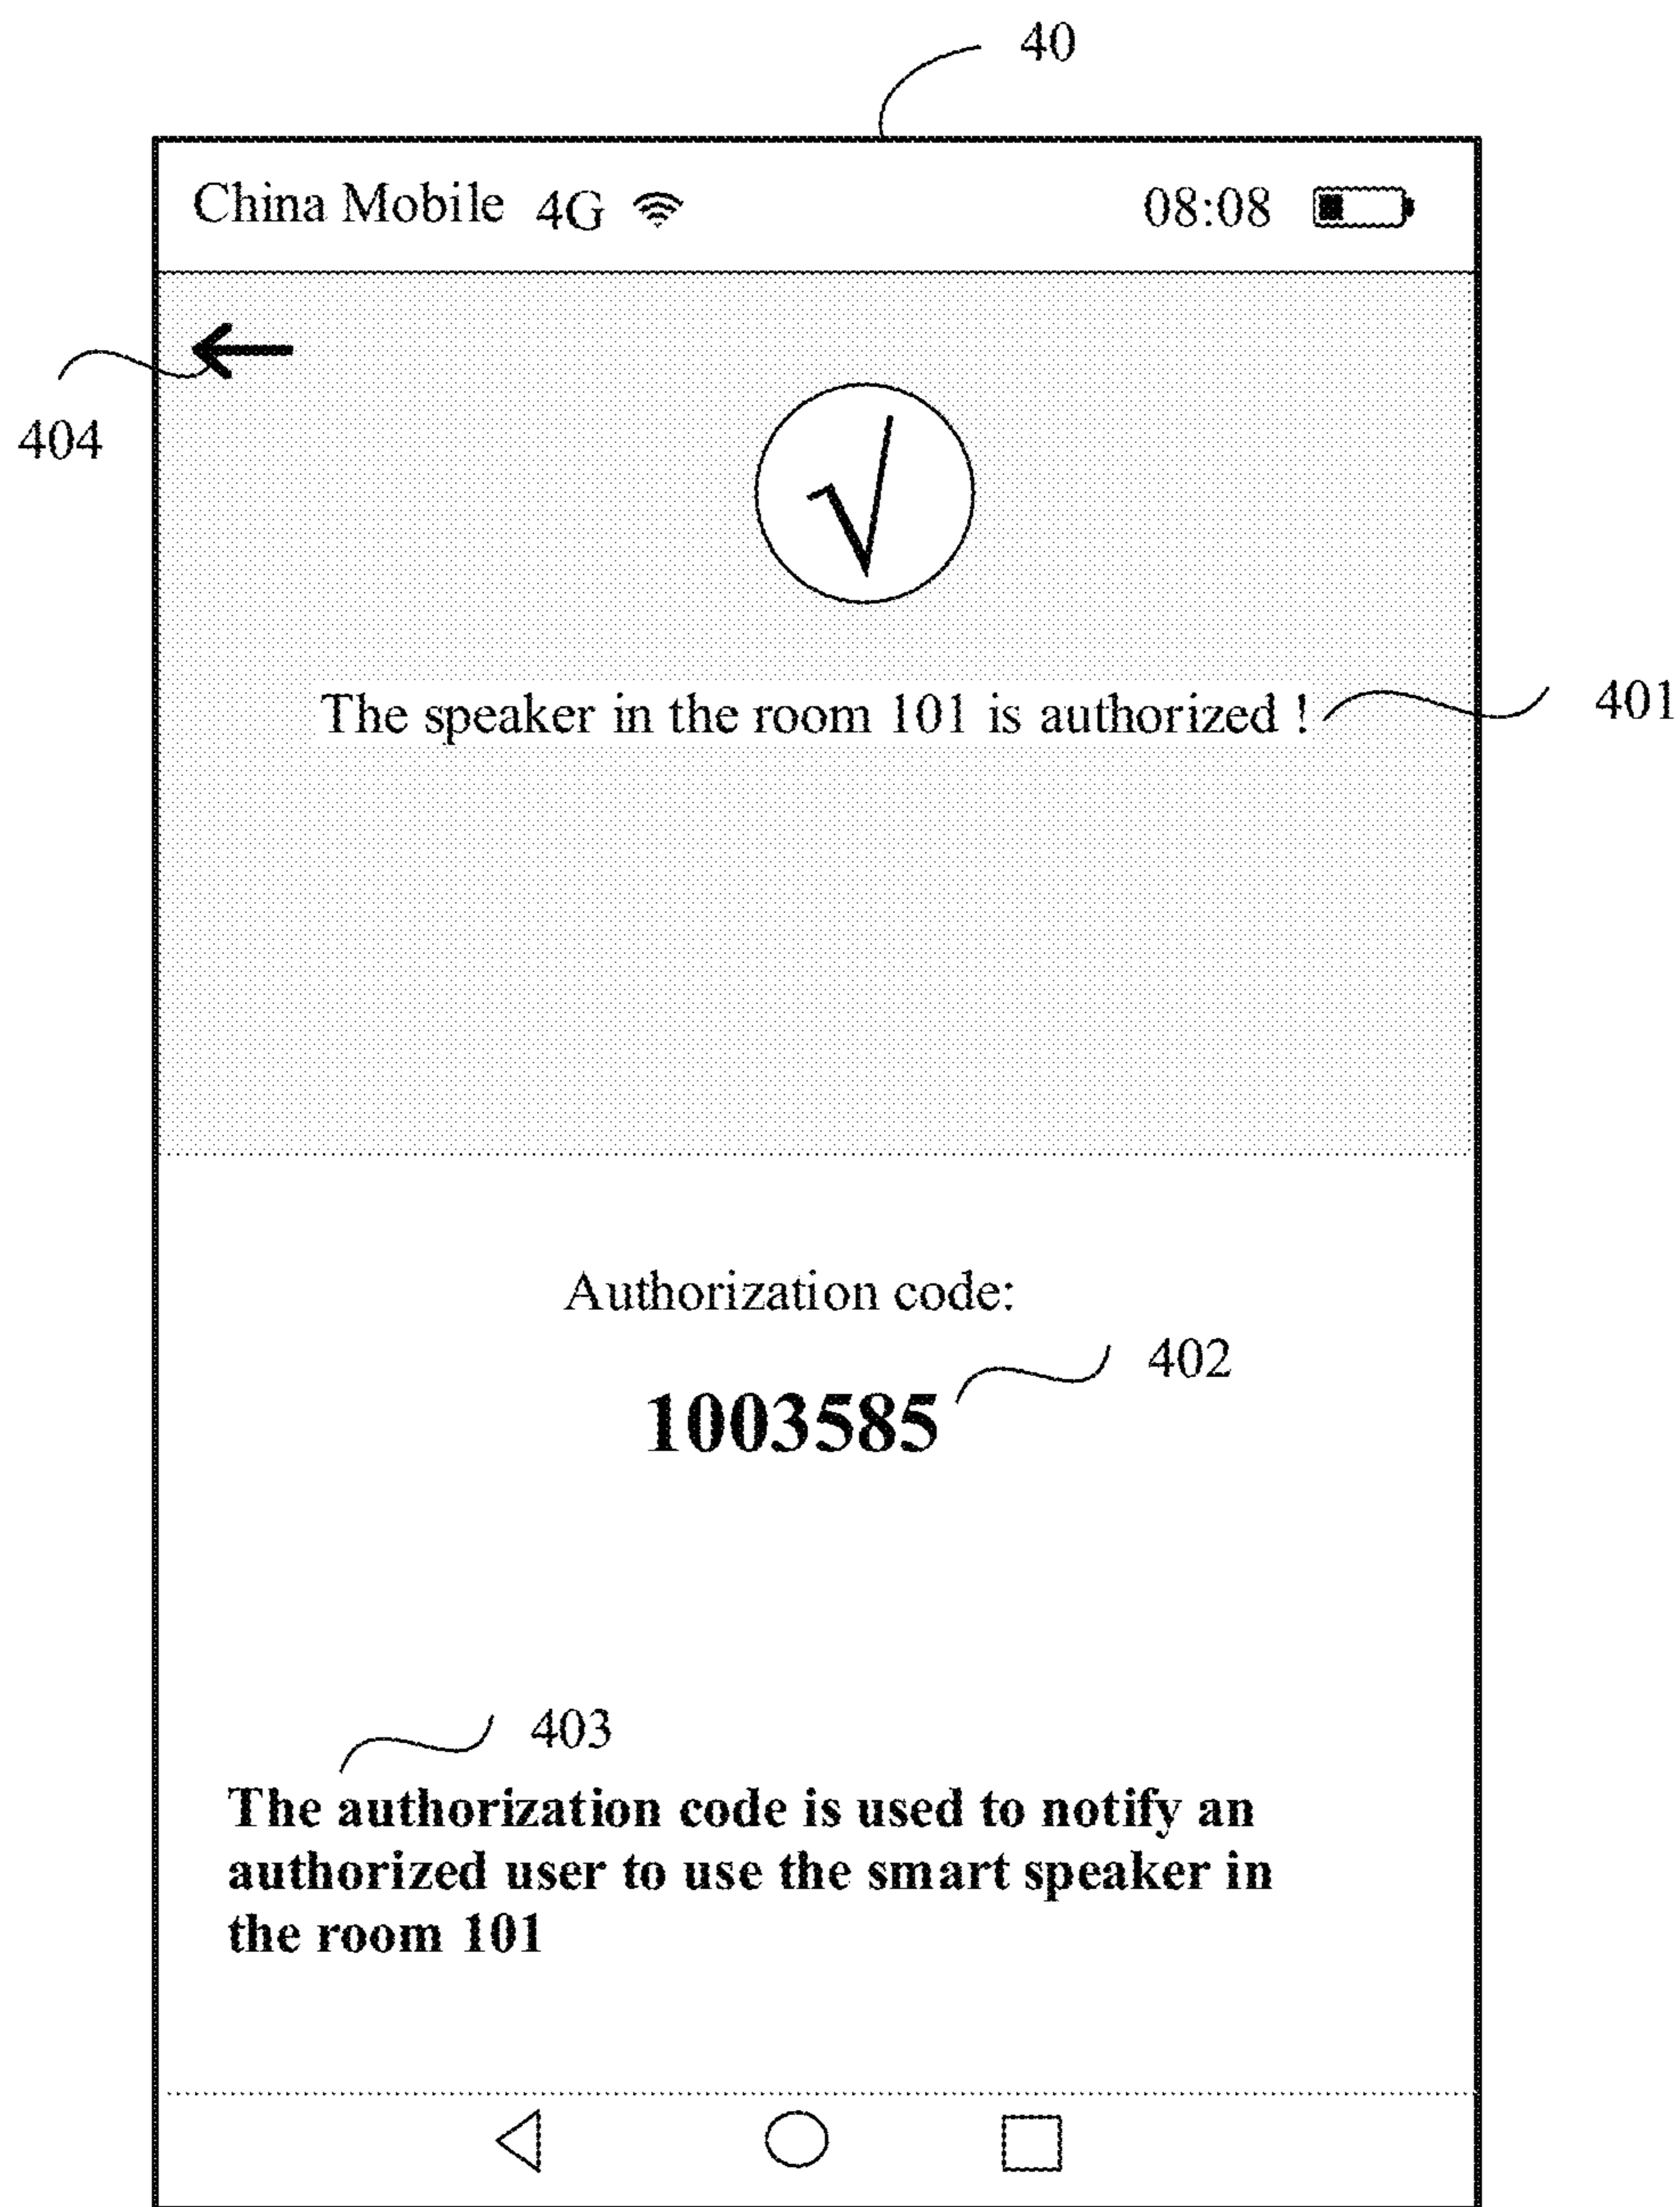 40
China Mobile 4G 08:08
404
The speaker in the room 101 is authorized !
401
Authorization code:
402
1003585
403
The authorization code is used to notify an
authorized user to use the smart speaker in
the room 101